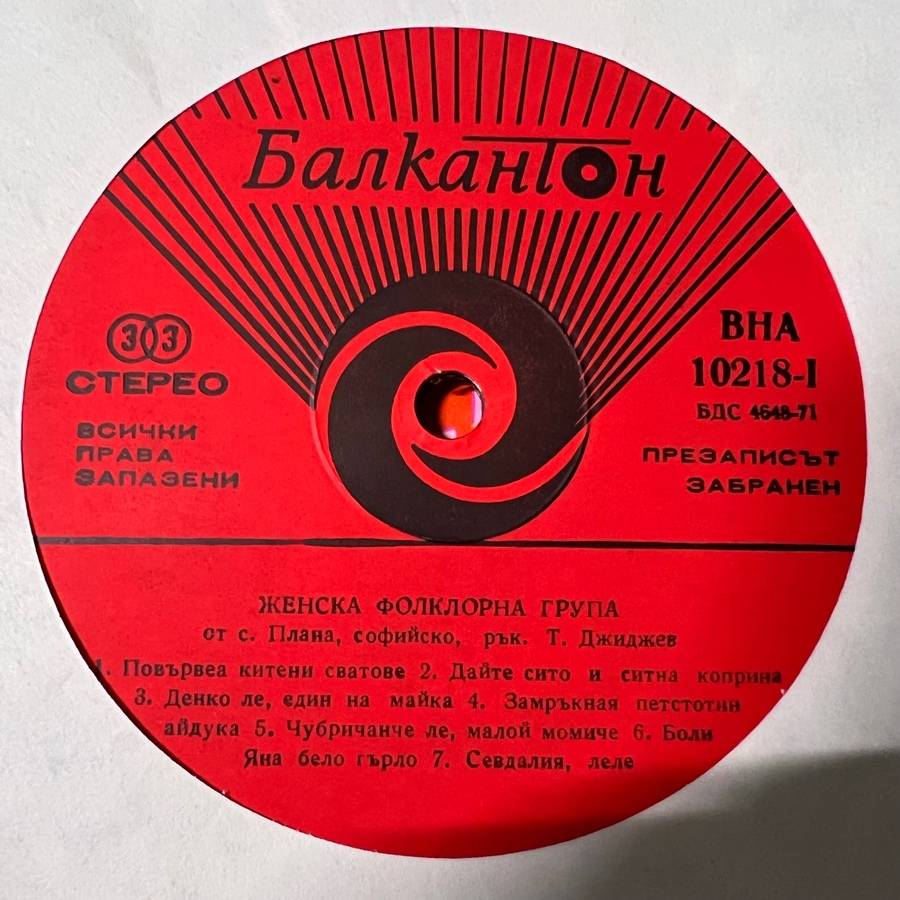 Балкантон
33
СТЕРЕО
ВСИЧКИ
ПРАВА
ЗАПАЗЕНИ
ВНА
10218-I
БДС 4648-71
ПРЕЗАПИСЪТ
ЗАБРАНЕН
ЖЕНСКА ФОЛКЛОРНА ГРУПА
от с. Плана, софийско, рък. Т. Джиджев
1. Повървеа китени сватове 2. Дайте сито и ситна коприна
3. Денко ле, един на майка 4. Замръкная петстотин
айдука 5. Чубричанче ле, малой момиче 6. Боли
Яна бело гърло 7. Севдалия, леле